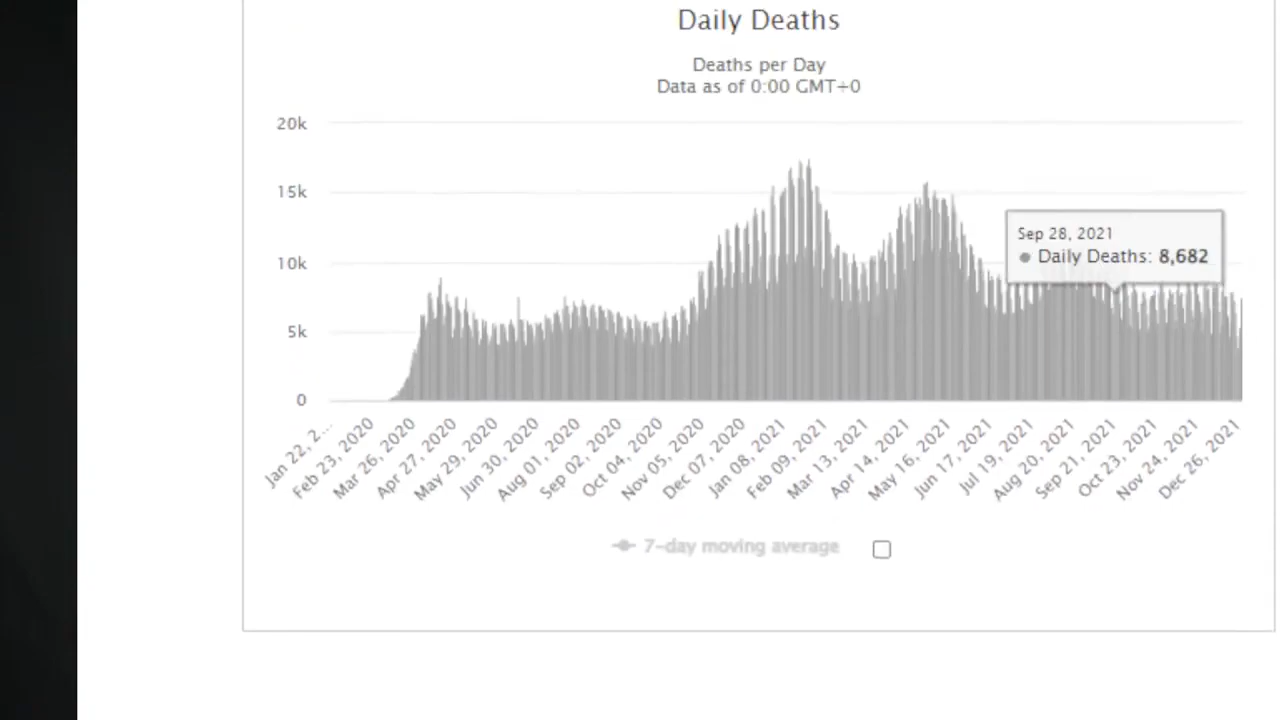 Daily Deaths
Deaths per Day
Data as of 0:00 GMT+0
20k
15k
10k
5k
0
Sep 28, 2021
Daily Deaths: 8,682
Jan 22, 2...
Feb 23, 2020
Mar 26, 2020
Apr 27, 2020
May 29, 2020
Jun 30, 2020
Aug 01, 2020
Sep 02, 2020
Oct 04, 2020
Nov 05, 2020
Dec 07, 2020
Jan 08, 2021
Feb 09, 2021
Mar 13, 2021
Apr 14, 2021
May 16, 2021
Jun 17, 2021
Jul 19, 2021
Aug 20, 2021
Sep 21, 2021
Oct 23, 2021
Nov 24, 2021
Dec 26, 2021
7-day moving average